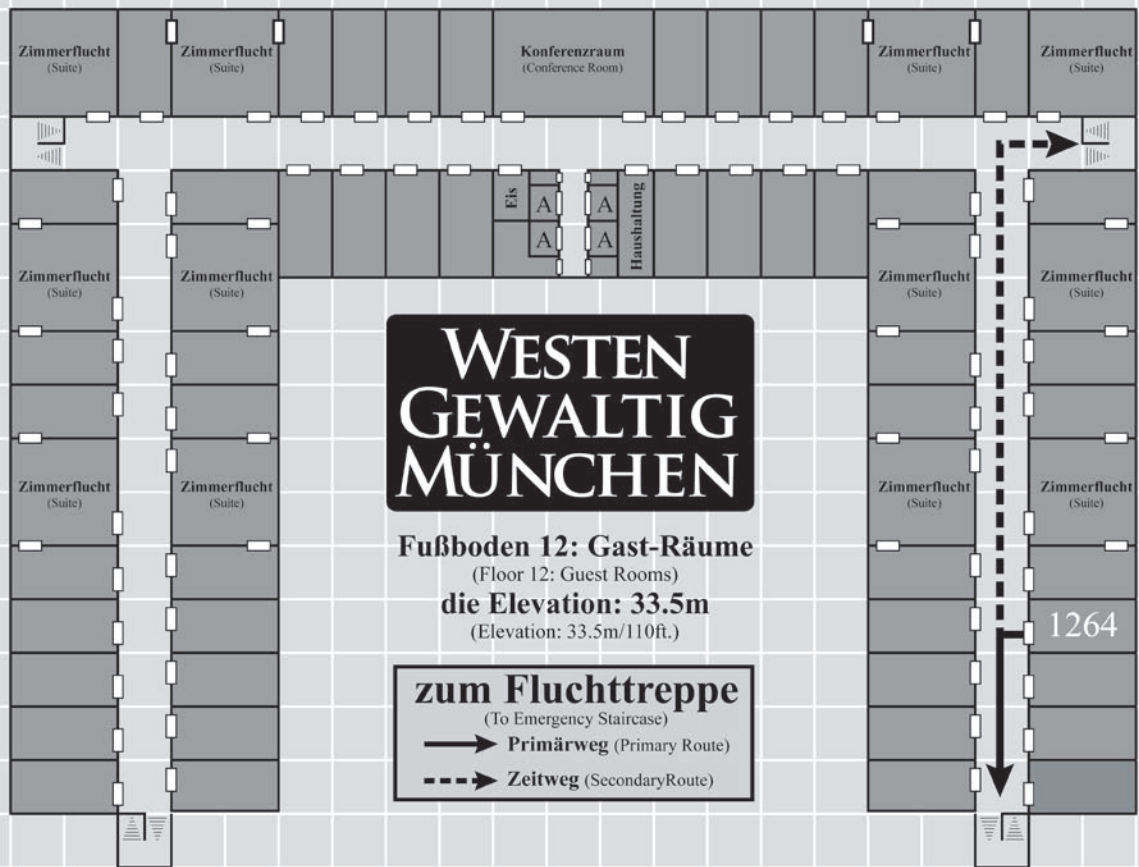 Zimmerflucht
(Suite)
Zimmerflucht
(Suite)
Konferenzraum
(Conference Room)
Zimmerflucht
(Suite)
Zimmerflucht
(Suite)
Eis
A
A
A
A
Haushaltung
Zimmerflucht
(Suite)
Zimmerflucht
(Suite)
Zimmerflucht
(Suite)
Zimmerflucht
(Suite)
WESTEN
GEWALTIG
MÜNCHEN
Zimmerflucht
(Suite)
Zimmerflucht
(Suite)
Zimmerflucht
(Suite)
Zimmerflucht
(Suite)
Fußboden 12: Gast-Räume
(Floor 12: Guest Rooms)
die Elevation: 33.5m
(Elevation: 33.5m/110ft.)
1264
zum Fluchttreppe
(To Emergency Staircase)
Primärweg (Primary Route)
Zeitweg (SecondaryRoute)